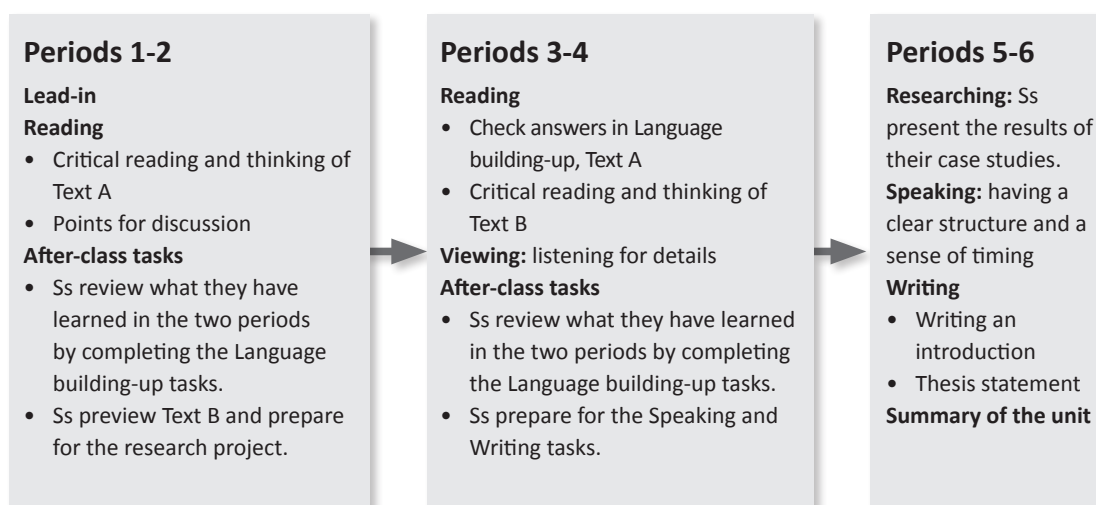 Periods 1-2
Lead-in
Reading
• Critical reading and thinking of
Text A
• Points for discussion
After-class tasks
• Ss review what they have
learned in the two periods
by completing the Language
building-up tasks.
• Ss preview Text B and prepare
for the research project.
Periods 3-4
Reading
• Check answers in Language
building-up, Text A
• Critical reading and thinking of
Text B
Viewing: listening for details
After-class tasks
• Ss review what they have learned
in the two periods by completing
the Language building-up tasks.
• Ss prepare for the Speaking and
Writing tasks.
Periods 5-6
Researching: Ss
present the results of
their case studies.
Speaking: having a
clear structure and a
sense of timing
Writing
• Writing an
introduction
• Thesis statement
Summary of the unit